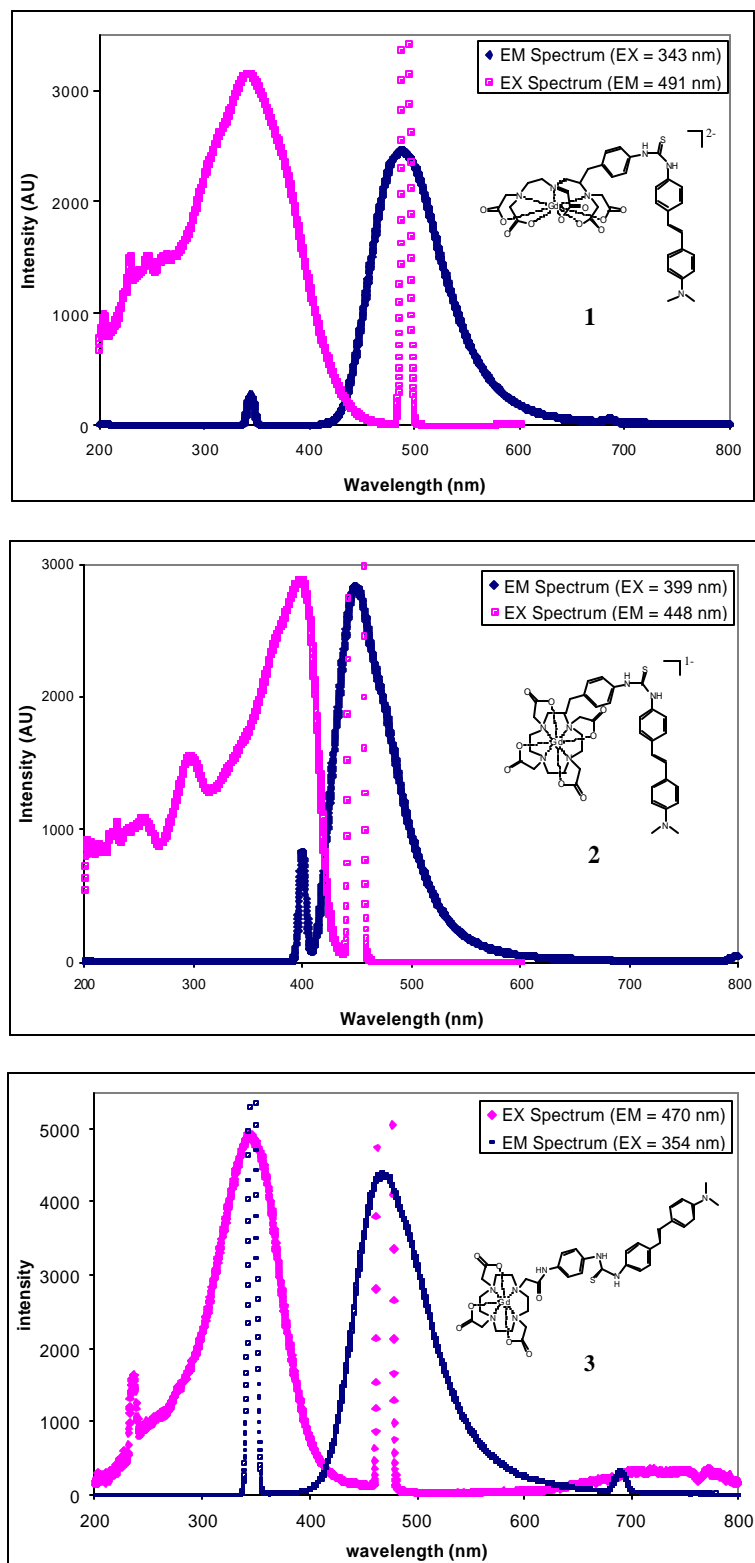 3000
2000
1000
0
Intensity (AU)
200 300 400 500 600 700 800
Wavelength (nm)
EM Spectrum (EX = 343 nm)
EX Spectrum (EM = 491 nm)
2-
1
3000
2000
1000
0
Intensity (AU)
200 300 400 500 600 700 800
Wavelength (nm)
EM Spectrum (EX = 399 nm)
EX Spectrum (EM = 448 nm)
1-
2
5000
4000
3000
2000
1000
0
intensity
200 300 400 500 600 700 800
wavelength (nm)
EX Spectrum (EM = 470 nm)
EM Spectrum (EX = 354 nm)
3